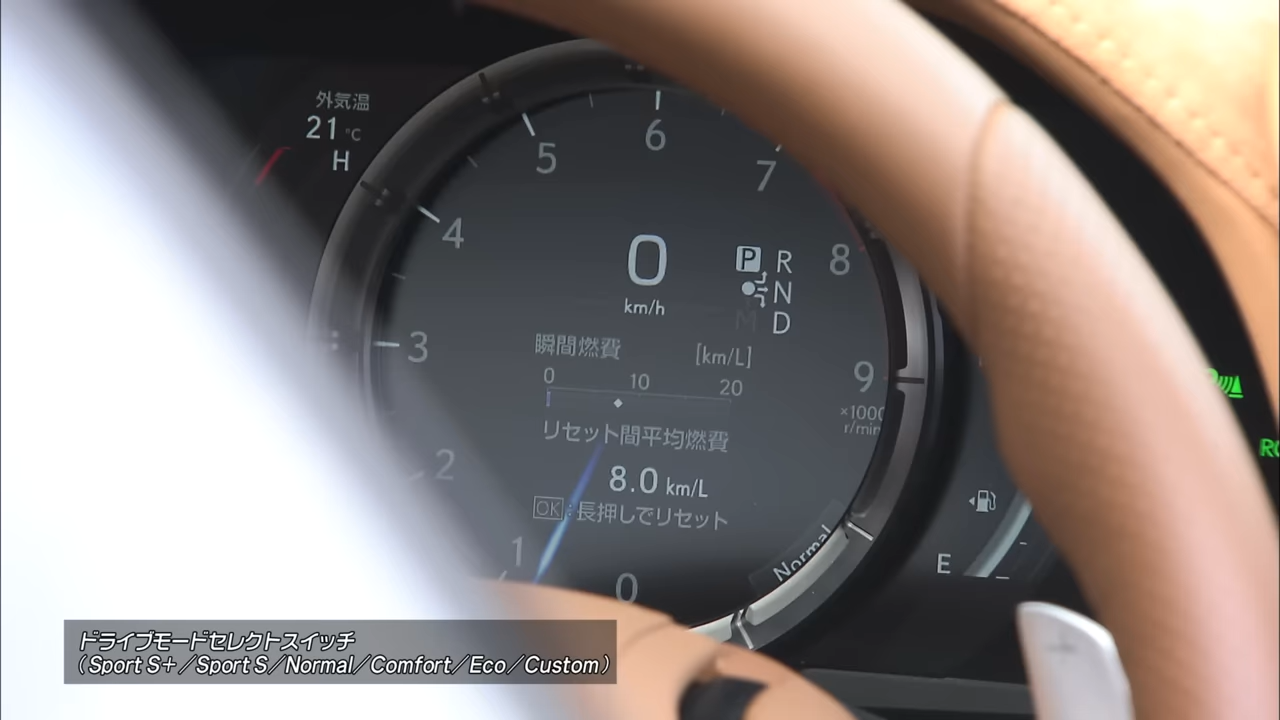 外気温
21 ℃
H
6
5
7
4
8
0
km/h
P R
N
M D
3
瞬間燃費 [km/L]
0 10 20
9
×1000
r/min
リセット間平均燃費
2
8.0 km/L
OK:長押しでリセット
1
0
Normal
E
ドライブモードセレクトスイッチ
(Sport S+/Sport S/Normal/Comfort/Eco/Custom)